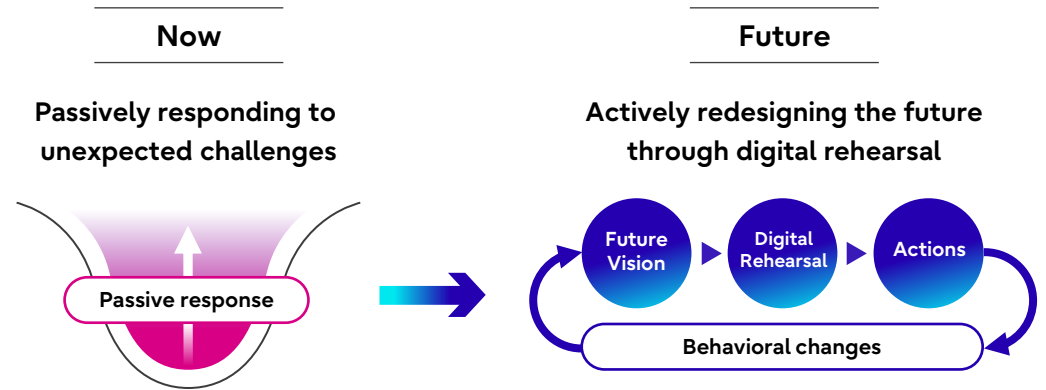 Now
Passively responding to
unexpected challenges
Passive response
Future
Actively redesigning the future
through digital rehearsal
Future
Vision
Digital
Rehearsal
Actions
Behavioral changes